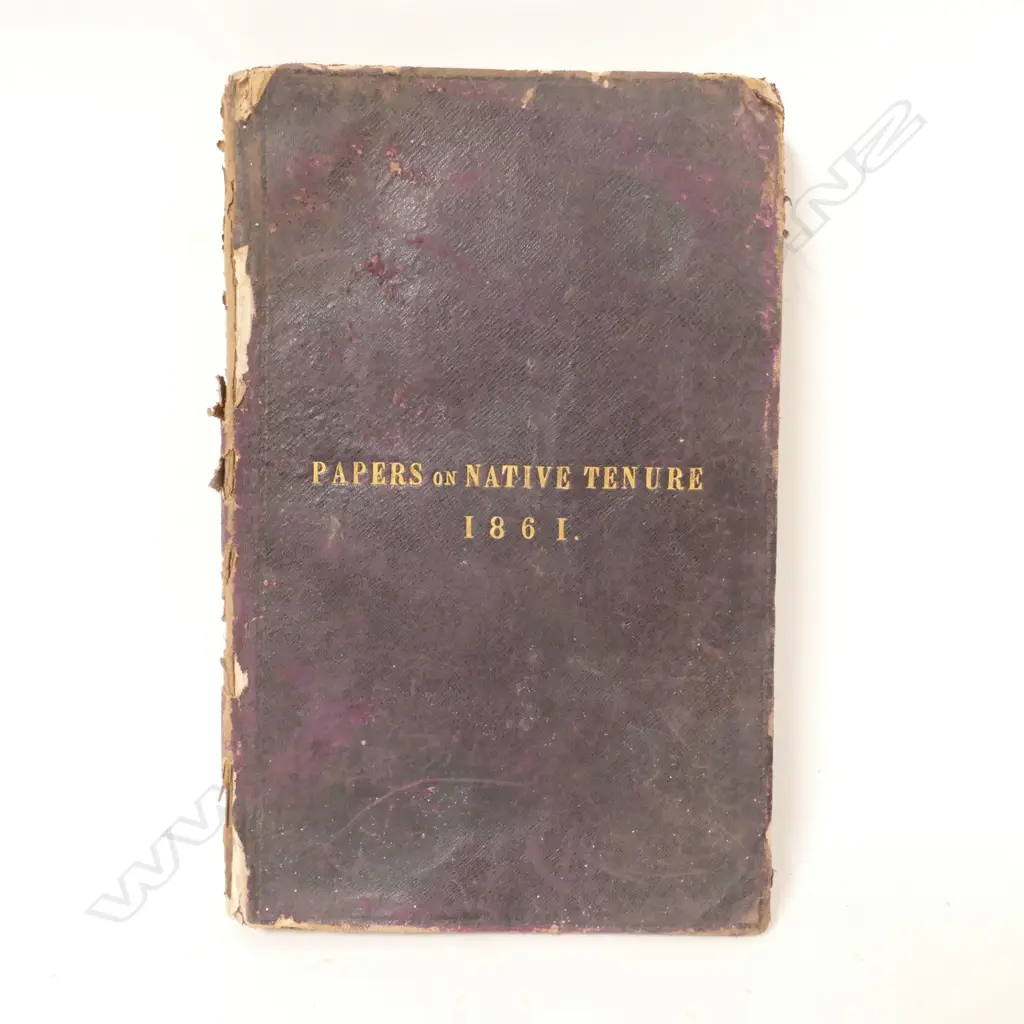 PAPERS ON NATIVE TENURE
1861.